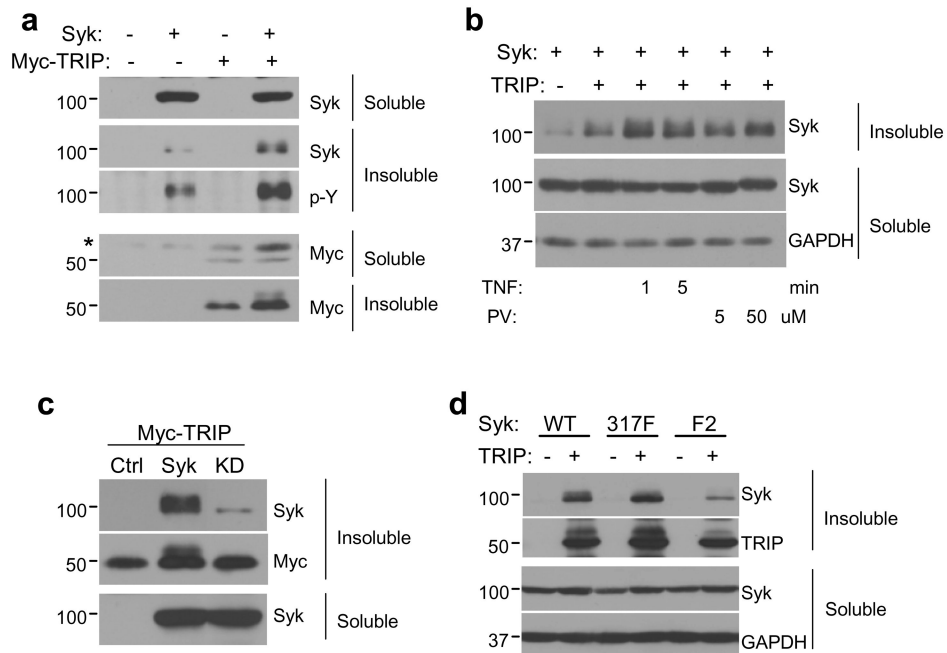 a
Syk: - + - +
Myc-TRIP: - - + +
100 Syk Soluble
100 Syk
Insoluble
100 p-Y
*
50 Myc Soluble
50 Myc Insoluble
b
Syk: + + + + + +
TRIP: - + + + + +
100 Syk Insoluble
100 Syk
Soluble
37 GAPDH
TNF: 1 5 min
PV: 5 50 uM
c
Myc-TRIP
Ctrl Syk KD
100 Syk
Insoluble
50 Myc
100 Syk Soluble
d
Syk: WT 317F F2
TRIP: - + - + - +
100 Syk
Insoluble
50 TRIP
100 Syk
Soluble
37 GAPDH